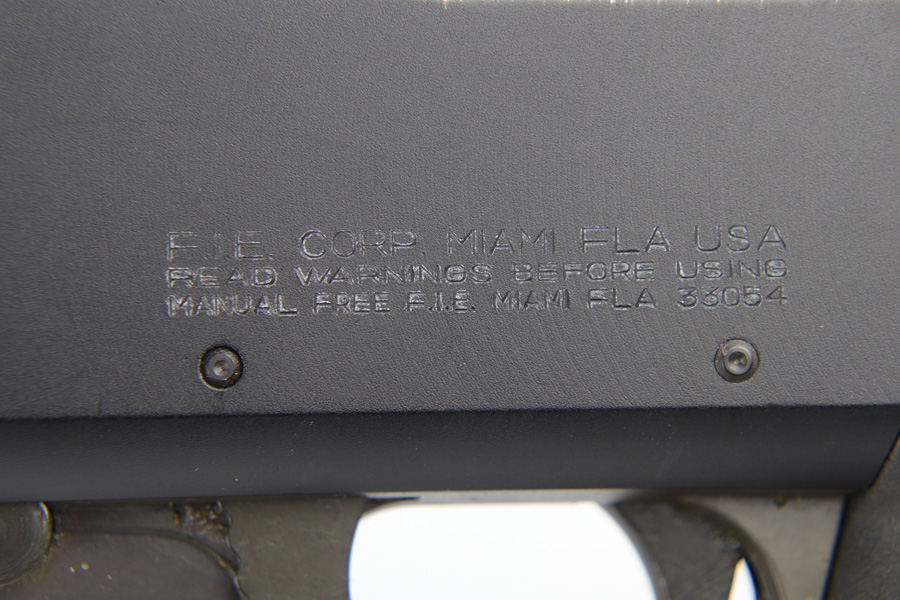 F.I.E. CORP. MIAMI FLA USA
READ WARNINGS BEFORE USING
MANUAL FREE F.I.E. MIAMI FLA 33054